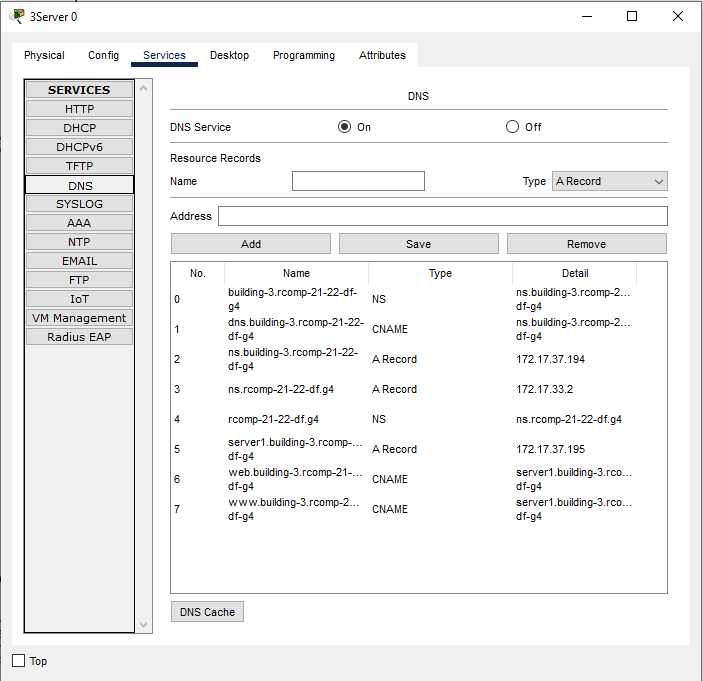 3Server 0
Physical Config Services Desktop Programming Attributes
SERVICES
HTTP
DHCP
DHCPv6
TFTP
DNS
SYSLOG
AAA
NTP
EMAIL
FTP
IoT
VM Management
Radius EAP
DNS
DNS Service On Off
Resource Records
Name Type A Record
Address
Add Save Remove
No. Name Type Detail
0 building-3.rcomp-21-22-df-g4 NS ns.building-3.rcomp-2... df-g4
1 dns.building-3.rcomp-21-22-df-g4 CNAME ns.building-3.rcomp-2... df-g4
2 ns.building-3.rcomp-21-22-df-g4 A Record 172.17.37.194
3 ns.rcomp-21-22-df.g4 A Record 172.17.33.2
4 rcomp-21-22-df.g4 NS ns.rcomp-21-22-df.g4
5 server1.building-3.rcomp-... df-g4 A Record 172.17.37.195
6 web.building-3.rcomp-21-... df-g4 CNAME server1.building-3.rco... df-g4
7 www.building-3.rcomp-2... df-g4 CNAME server1.building-3.rco... df-g4
DNS Cache
Top